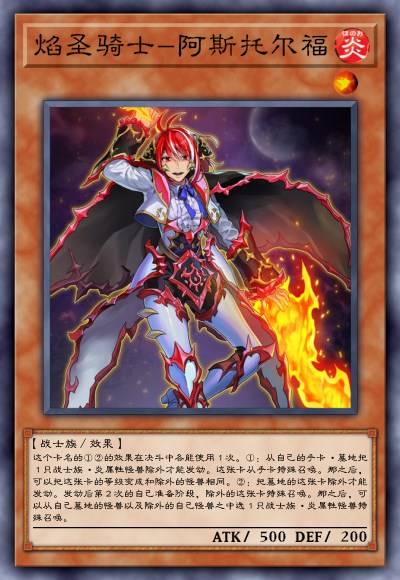 焰圣骑士-阿斯托尔福
ほのお
炎
【战士族/效果】
这个卡名的①②的效果在决斗中各能使用1次。①：从自己的手卡·墓地把
1只战士族·炎属性怪兽除外才能发动。这张卡从手卡特殊召唤。那之后，
可以把这张卡的等级变成和除外的怪兽相同。②：把墓地的这张卡除外才能
发动。发动后第2次的自己准备阶段，除外的这张卡特殊召唤。那之后，可
以从自己墓地的怪兽以及除外的自己怪兽之中选1只战士族·炎属性怪兽特
殊召唤。
ATK/ 500 DEF/ 200